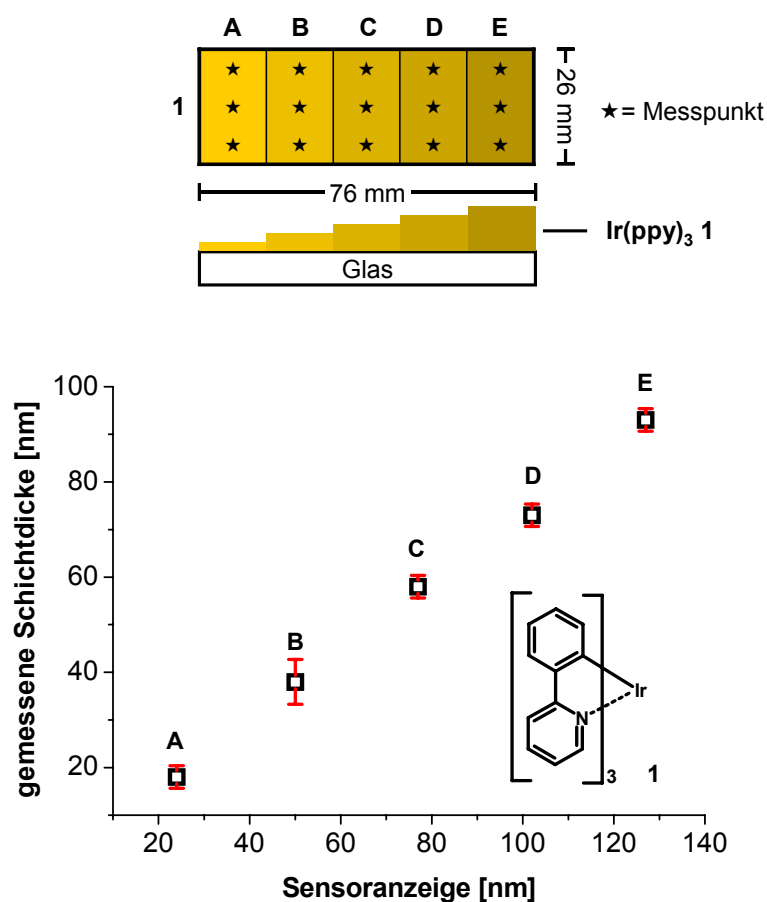 A B C D E
1
26 mm
★= Messpunkt
76 mm
Ir(ppy)₃ 1
Glas
100
80
60
40
20
gemessene Schichtdicke [nm]
A
B
C
D
E
Ir
N
3
1
20 40 60 80 100 120 140
Sensoranzeige [nm]